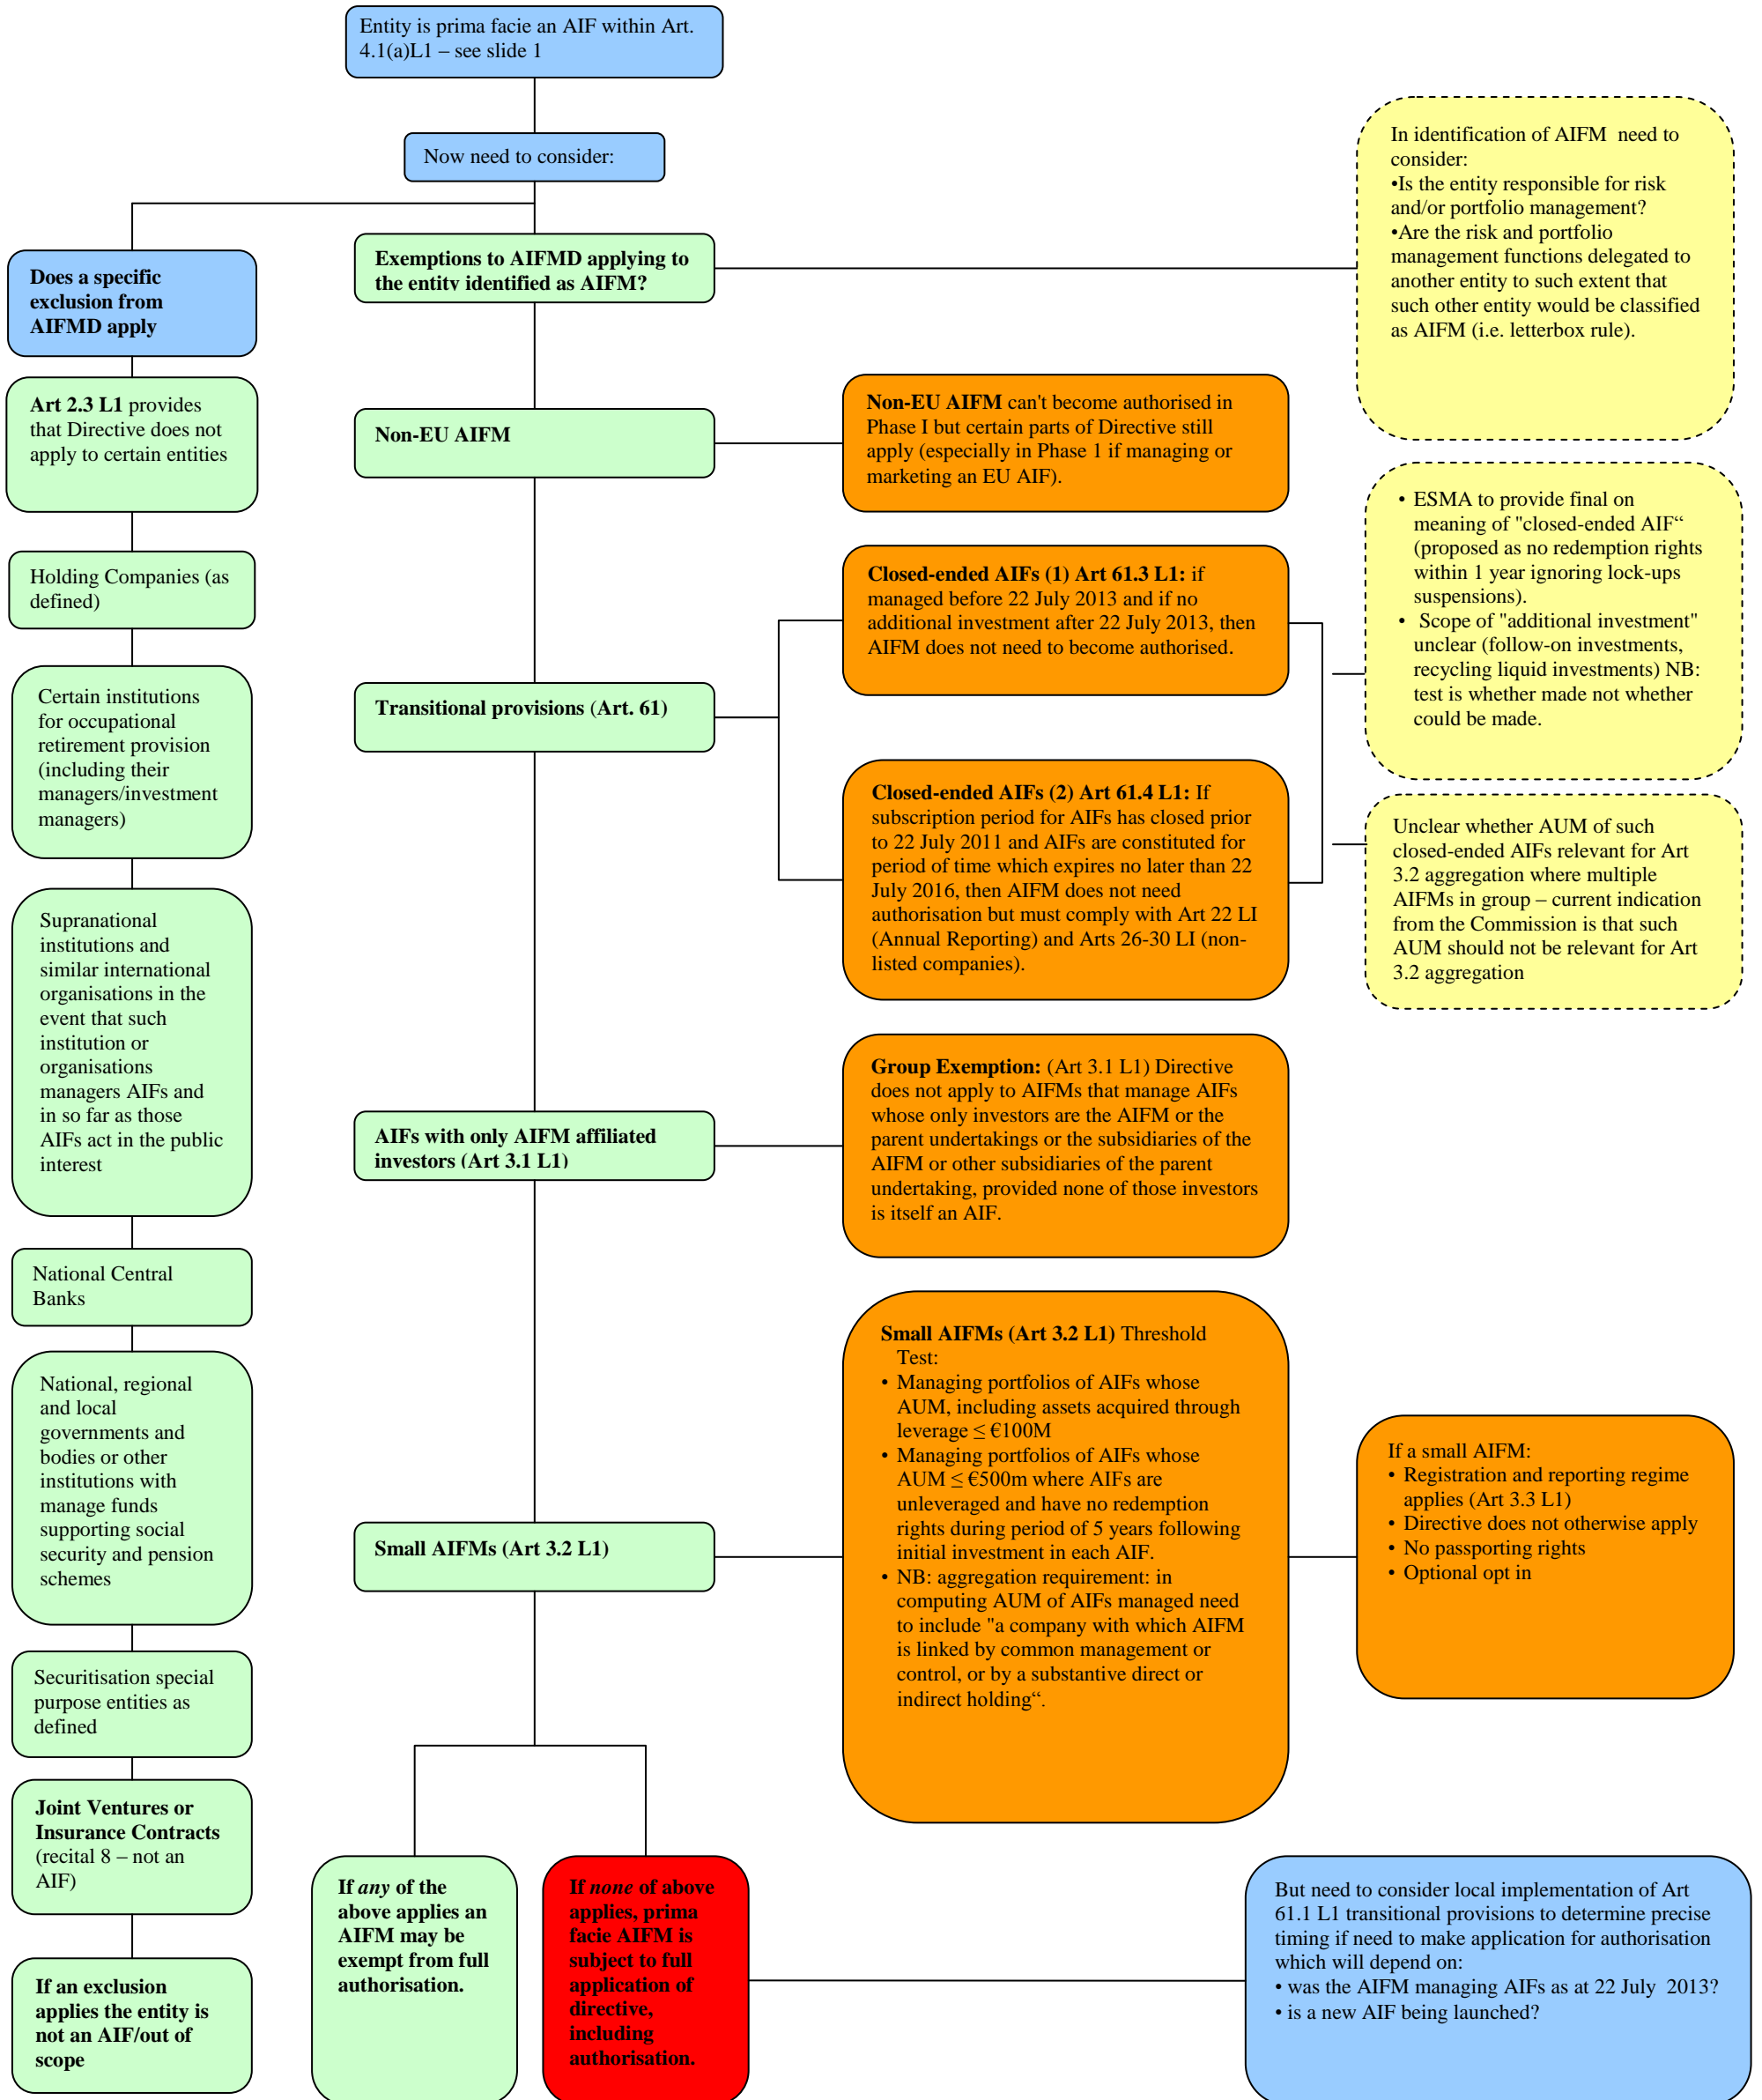 Entity is prima facie an AIF within Art.
4.1(a)L1 – see slide 1
Now need to consider:
Does a specific
exclusion from
AIFMD apply
Art 2.3 L1 provides
that Directive does not
apply to certain entities
Holding Companies (as
defined)
Certain institutions
for occupational
retirement provision
(including their
managers/investment
managers)
Supranational
institutions and
similar international
organisations in the
event that such
institution or
organisations
managers AIFs and
in so far as those
AIFs act in the public
interest
National Central
Banks
National, regional
and local
governments and
bodies or other
institutions with
manage funds
supporting social
security and pension
schemes
Securitisation special
purpose entities as
defined
Joint Ventures or
Insurance Contracts
(recital 8 – not an
AIF)
If an exclusion
applies the entity is
not an AIF/out of
scope
Exemptions to AIFMD applying to
the entity identified as AIFM?
In identification of AIFM need to
consider:
•Is the entity responsible for risk
and/or portfolio management?
•Are the risk and portfolio
management functions delegated to
another entity to such extent that
such other entity would be classified
as AIFM (i.e. letterbox rule).
Non-EU AIFM
Non-EU AIFM can't become authorised in
Phase I but certain parts of Directive still
apply (especially in Phase 1 if managing or
marketing an EU AIF).
Transitional provisions (Art. 61)
Closed-ended AIFs (1) Art 61.3 L1: if
managed before 22 July 2013 and if no
additional investment after 22 July 2013, then
AIFM does not need to become authorised.
Closed-ended AIFs (2) Art 61.4 L1: If
subscription period for AIFs has closed prior
to 22 July 2011 and AIFs are constituted for
period of time which expires no later than 22
July 2016, then AIFM does not need
authorisation but must comply with Art 22 LI
(Annual Reporting) and Arts 26-30 LI (non-
listed companies).
• ESMA to provide final on
meaning of "closed-ended AIF“
(proposed as no redemption rights
within 1 year ignoring lock-ups
suspensions).
• Scope of "additional investment"
unclear (follow-on investments,
recycling liquid investments) NB:
test is whether made not whether
could be made.
Unclear whether AUM of such
closed-ended AIFs relevant for Art
3.2 aggregation where multiple
AIFMs in group – current indication
from the Commission is that such
AUM should not be relevant for Art
3.2 aggregation
AIFs with only AIFM affiliated
investors (Art 3.1 L1)
Group Exemption: (Art 3.1 L1) Directive
does not apply to AIFMs that manage AIFs
whose only investors are the AIFM or the
parent undertakings or the subsidiaries of the
AIFM or other subsidiaries of the parent
undertaking, provided none of those investors
is itself an AIF.
Small AIFMs (Art 3.2 L1)
Small AIFMs (Art 3.2 L1) Threshold
Test:
• Managing portfolios of AIFs whose
AUM, including assets acquired through
leverage ≤ €100M
• Managing portfolios of AIFs whose
AUM ≤ €500m where AIFs are
unleveraged and have no redemption
rights during period of 5 years following
initial investment in each AIF.
• NB: aggregation requirement: in
computing AUM of AIFs managed need
to include "a company with which AIFM
is linked by common management or
control, or by a substantive direct or
indirect holding“.
If a small AIFM:
• Registration and reporting regime
applies (Art 3.3 L1)
• Directive does not otherwise apply
• No passporting rights
• Optional opt in
If any of the
above applies an
AIFM may be
exempt from full
authorisation.
If none of above
applies, prima
facie AIFM is
subject to full
application of
directive,
including
authorisation.
But need to consider local implementation of Art
61.1 L1 transitional provisions to determine precise
timing if need to make application for authorisation
which will depend on:
• was the AIFM managing AIFs as at 22 July 2013?
• is a new AIF being launched?